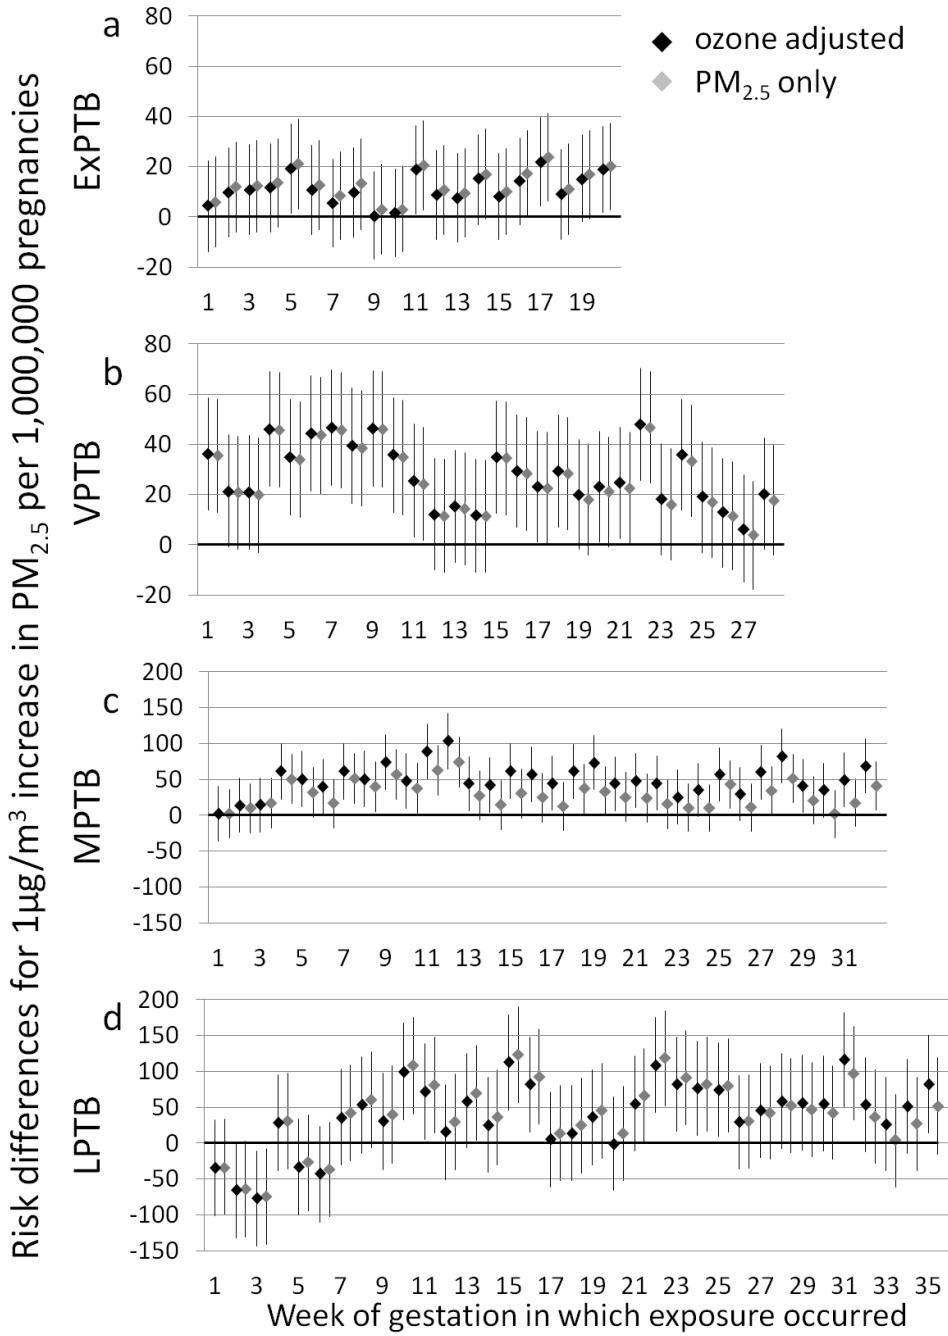 Risk differences for 1µg/m³ increase in PM₂.₅ per 1,000,000 pregnancies
a
ExPTB
80
60
40
20
0
-20
1 3 5 7 9 11 13 15 17 19
ozone adjusted
PM₂.₅ only
b
VPTB
80
60
40
20
0
-20
1 3 5 7 9 11 13 15 17 19 21 23 25 27
c
MPTB
200
150
100
50
0
-50
-100
-150
1 3 5 7 9 11 13 15 17 19 21 23 25 27 29 31
d
LPTB
200
150
100
50
0
-50
-100
-150
1 3 5 7 9 11 13 15 17 19 21 23 25 27 29 31 33 35
Week of gestation in which exposure occurred